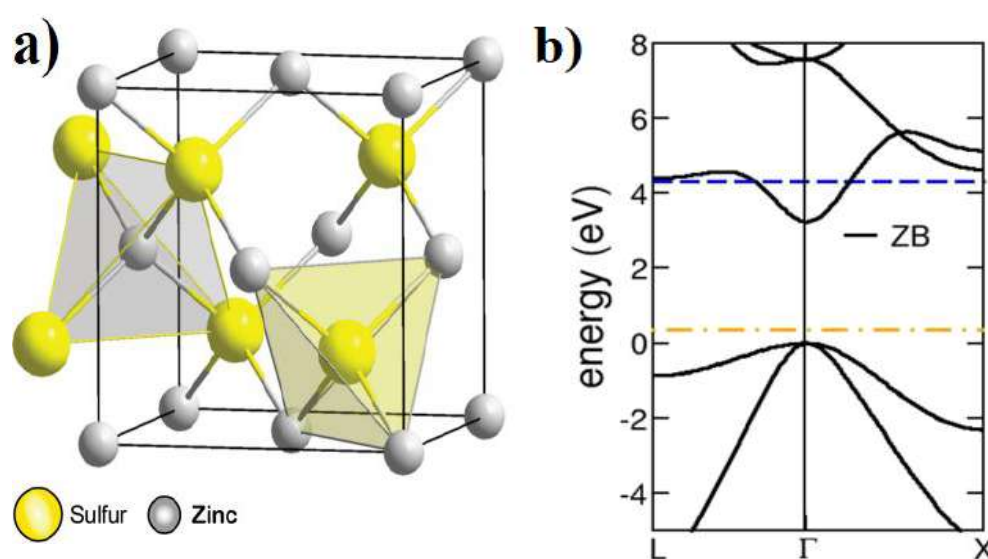 a)
Sulfur Zinc
b)
8
6
4
2
0
-2
-4
energy (eV)
ZB
L Γ X